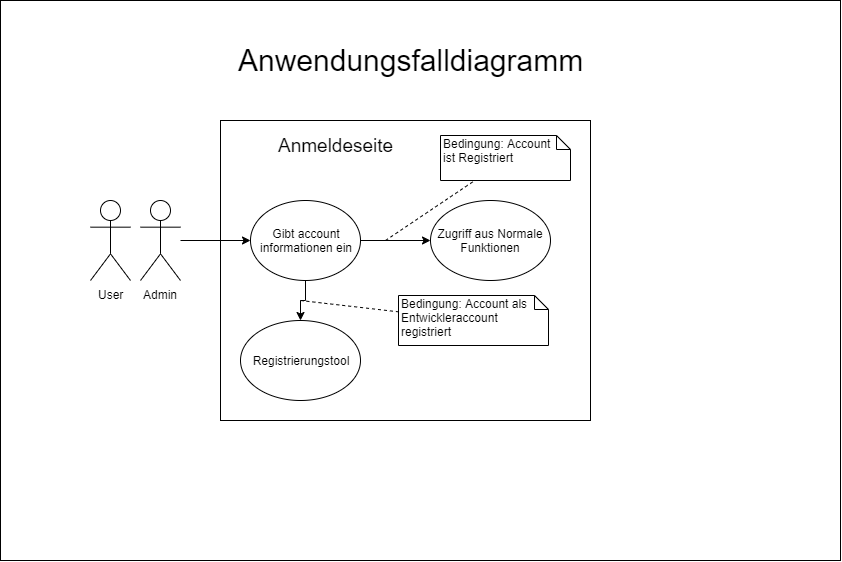 Anwendungsfalldiagramm
Anmeldeseite
Bedingung: Account
ist Registriert
Gibt account
informationen ein
Zugriff aus Normale
Funktionen
User
Admin
Bedingung: Account als
Entwickleraccount
registriert
Registrierungstool